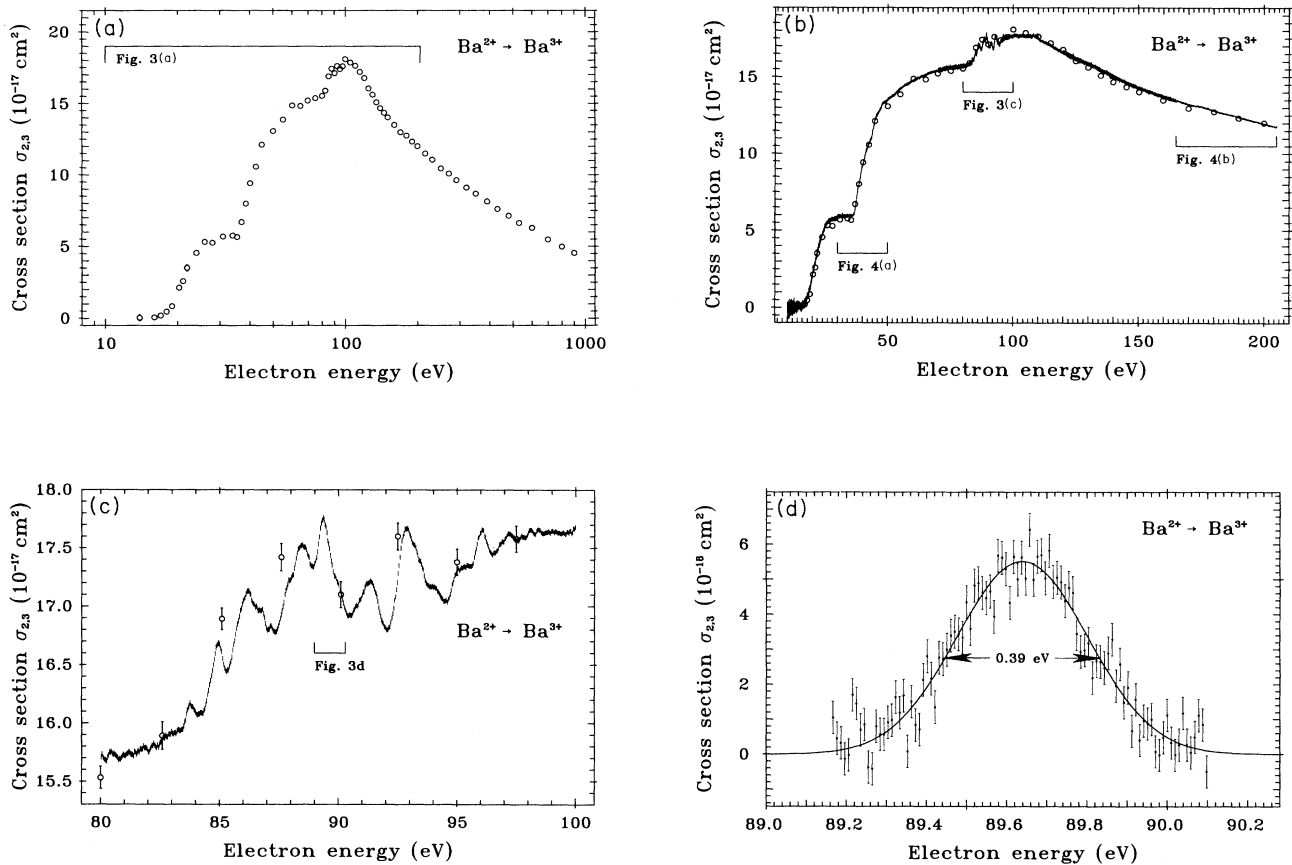 (a)
Cross section σ2,3 (10⁻¹⁷ cm²)
20
15
10
5
0
Fig. 3(a)
Ba²⁺ → Ba³⁺
10
100
1000
Electron energy (eV)
(b)
Cross section σ2,3 (10⁻¹⁷ cm²)
15
10
5
0
Ba²⁺ → Ba³⁺
Fig. 3(c)
Fig. 4(b)
Fig. 4(a)
50
100
150
200
Electron energy (eV)
(c)
Cross section σ2,3 (10⁻¹⁷ cm²)
18.0
17.5
17.0
16.5
16.0
15.5
Ba²⁺ → Ba³⁺
Fig. 3d
80
85
90
95
100
Electron energy (eV)
(d)
Cross section σ2,3 (10⁻¹⁸ cm²)
6
4
2
0
Ba²⁺ → Ba³⁺
0.39 eV
89.0
89.2
89.4
89.6
89.8
90.0
90.2
Electron energy (eV)